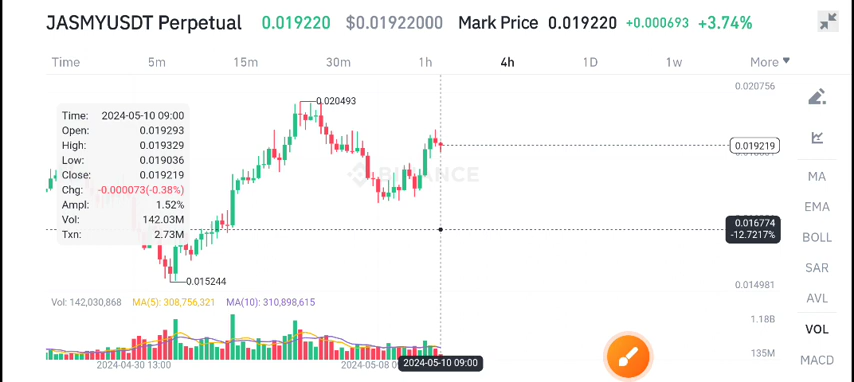 JASMYUSDT Perpetual 0.019220 $0.01922000 Mark Price 0.019220 +0.000693 +3.74%
Time 5m 15m 30m 1h 4h 1D 1w More
0.020756
0.020493
Time: 2024-05-10 09:00
Open: 0.019293
High: 0.019329
Low: 0.019036
Close: 0.019219
Chg: -0.000073(-0.38%)
Ampl: 1.52%
Vol: 142.03M
Txn: 2.73M
0.019219
BINANCE
MA
EMA
0.016774
-12.7217%
BOLL
SAR
0.015244
0.014981
AVL
Vol: 142,030,868 MA(5): 308,756,321 MA(10): 310,898,615
1.18B
VOL
135M
MACD
2024-04-30 13:00 2024-05-08 2024-05-10 09:00